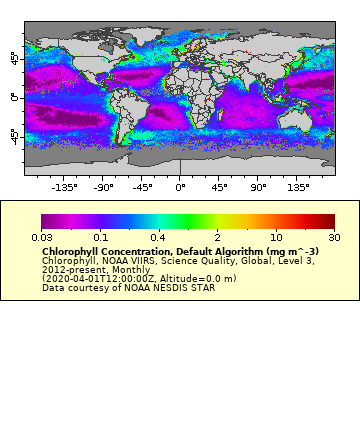 45°
0°
-45°
-135° -90° -45° 0° 45° 90° 135°
0.03 0.1 0.4 1 2 4 10 30
Chlorophyll Concentration, Default Algorithm (mg m^-3)
Chlorophyll, NOAA VIIRS, Science Quality, Global, Level 3,
2012-present, Monthly
(2020-04-01T12:00:00Z, Altitude=0.0 m)
Data courtesy of NOAA NESDIS STAR